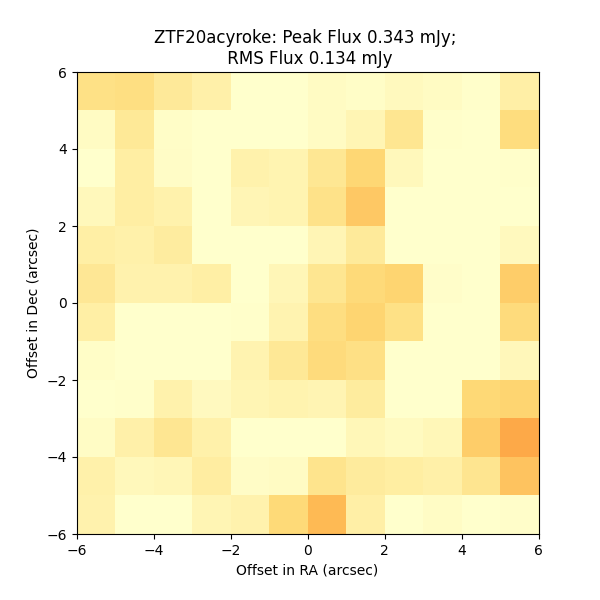 ZTF20acyroke: Peak Flux 0.343 mJy;
RMS Flux 0.134 mJy
6
4
2
0
−2
−4
−6
Offset in Dec (arcsec)
−6 −4 −2 0 2 4 6
Offset in RA (arcsec)